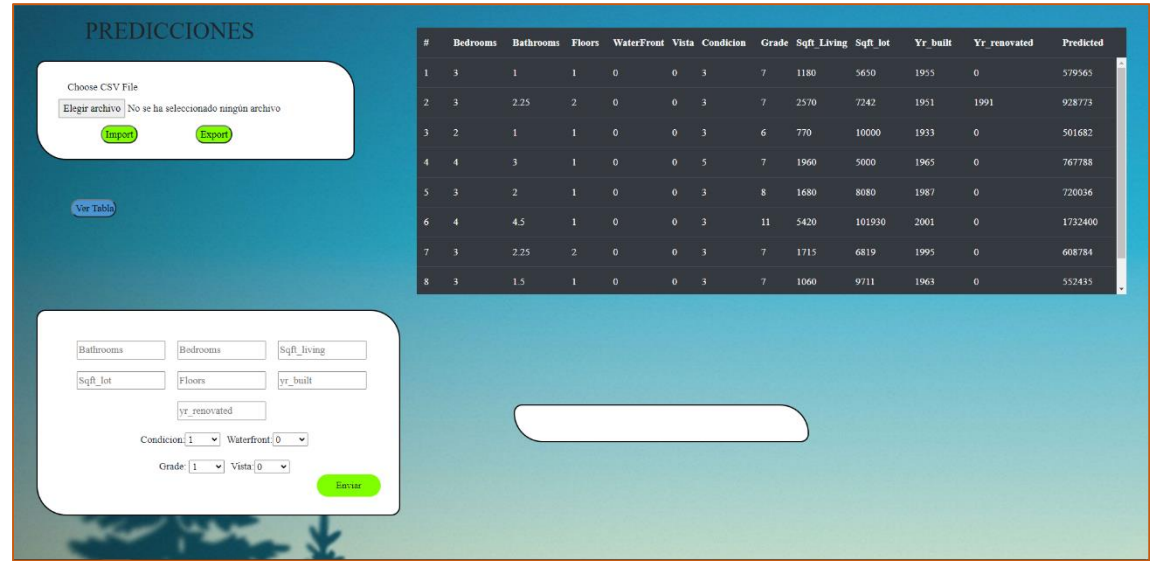 PREDICCIONES
Choose CSV File
Elegir archivo No se ha seleccionado ningún archivo
Import Export
Ver Tabla
# Bedrooms Bathrooms Floors WaterFront Vista Condicion Grade Sqft_Living Sqft_lot Yr_built Yr_renovated Predicted
1 3 1 1 0 0 3 7 1180 5650 1955 0 579565
2 3 2.25 2 0 0 3 7 2570 7242 1951 1991 928773
3 2 1 1 0 0 3 6 770 10000 1933 0 501682
4 4 3 1 0 0 5 7 1960 5000 1965 0 767788
5 3 2 1 0 0 3 8 1680 8080 1987 0 720036
6 4 4.5 1 0 0 3 11 5420 101930 2001 0 1732400
7 3 2.25 2 0 0 3 7 1715 6819 1995 0 608784
8 3 1.5 1 0 0 3 7 1060 9711 1963 0 552435
Bathrooms Bedrooms Sqft_living
Sqft_lot Floors yr_built
yr_renovated
Condicion: 1 Waterfront: 0
Grade: 1 Vista: 0
Enviar